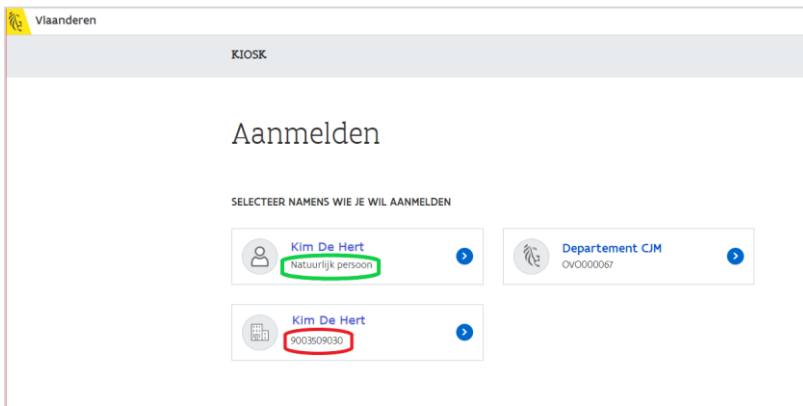 Vlaanderen
KIOSK
Aanmelden
SELECTEER NAMENS WIE JE WIL AANMELDEN
Kim De Hert
Natuurlijk persoon
Departement CJM
OVO000067
Kim De Hert
9003509030